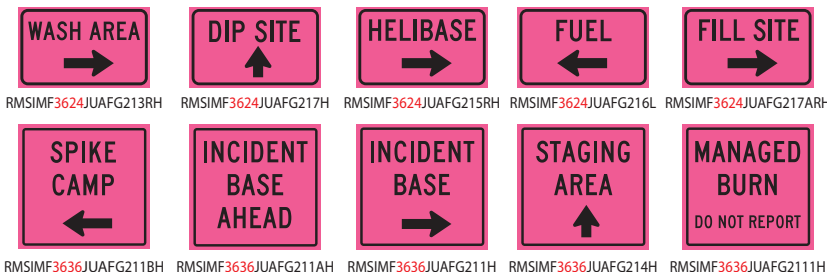 WASH AREA
DIP SITE
HELIBASE
FUEL
FILL SITE
RMSIMF3624JUAFG213RH
RMSIMF3624JUAFG217H
RMSIMF3624JUAFG215RH
RMSIMF3624JUAFG216L
RMSIMF3624JUAFG217ARH
SPIKE
CAMP
INCIDENT
BASE
AHEAD
INCIDENT
BASE
STAGING
AREA
MANAGED
BURN
DO NOT REPORT
RMSIMF3636JUAFG211BH
RMSIMF3636JUAFG211AH
RMSIMF3636JUAFG211H
RMSIMF3636JUAFG214H
RMSIMF3636JUAFG2111H